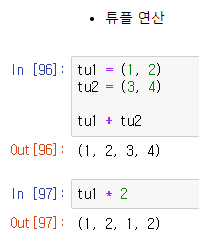 • 튜플 연산
In [96]: tu1 = (1, 2)
tu2 = (3, 4)
tu1 + tu2
Out[96]: (1, 2, 3, 4)
In [97]: tu1 * 2
Out[97]: (1, 2, 1, 2)